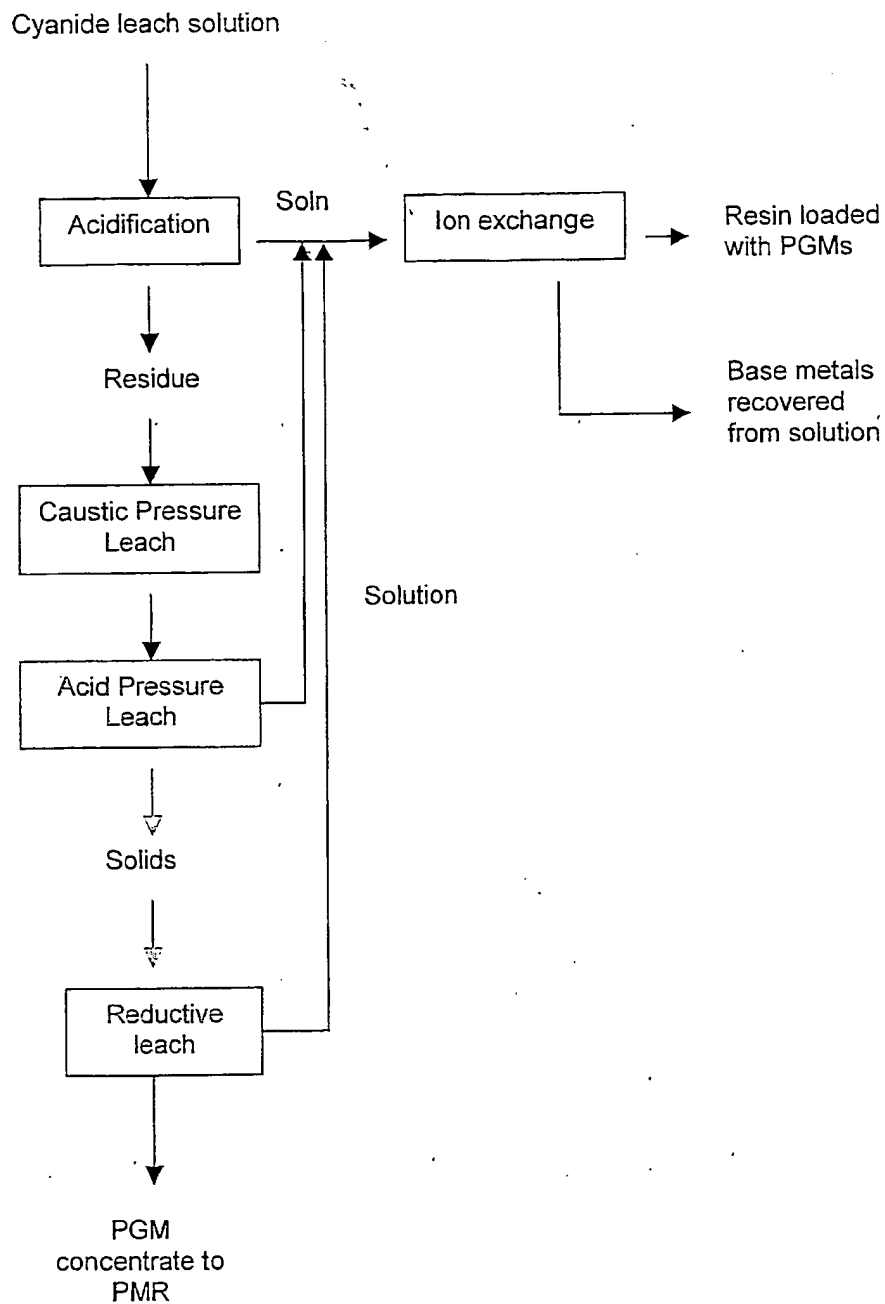 Cyanide leach solution
Acidification
Soln
Ion exchange
Resin loaded
with PGMs
Residue
Base metals
recovered
from solution
Caustic Pressure
Leach
Solution
Acid Pressure
Leach
Solids
Reductive
leach
PGM
concentrate to
PMR